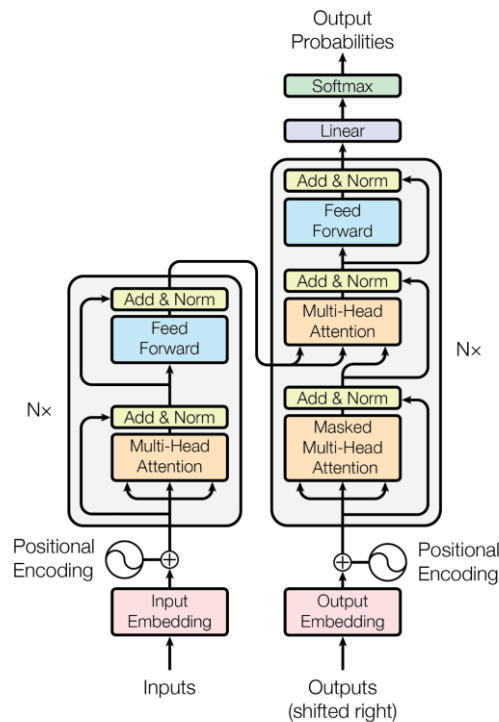 Output
Probabilities
Softmax
Linear
Add & Norm
Feed
Forward
Add & Norm
Multi-Head
Attention
Add & Norm
Masked
Multi-Head
Attention
N×
Positional
Encoding
Output
Embedding
Outputs
(shifted right)
Add & Norm
Feed
Forward
Add & Norm
Multi-Head
Attention
N×
Positional
Encoding
Input
Embedding
Inputs